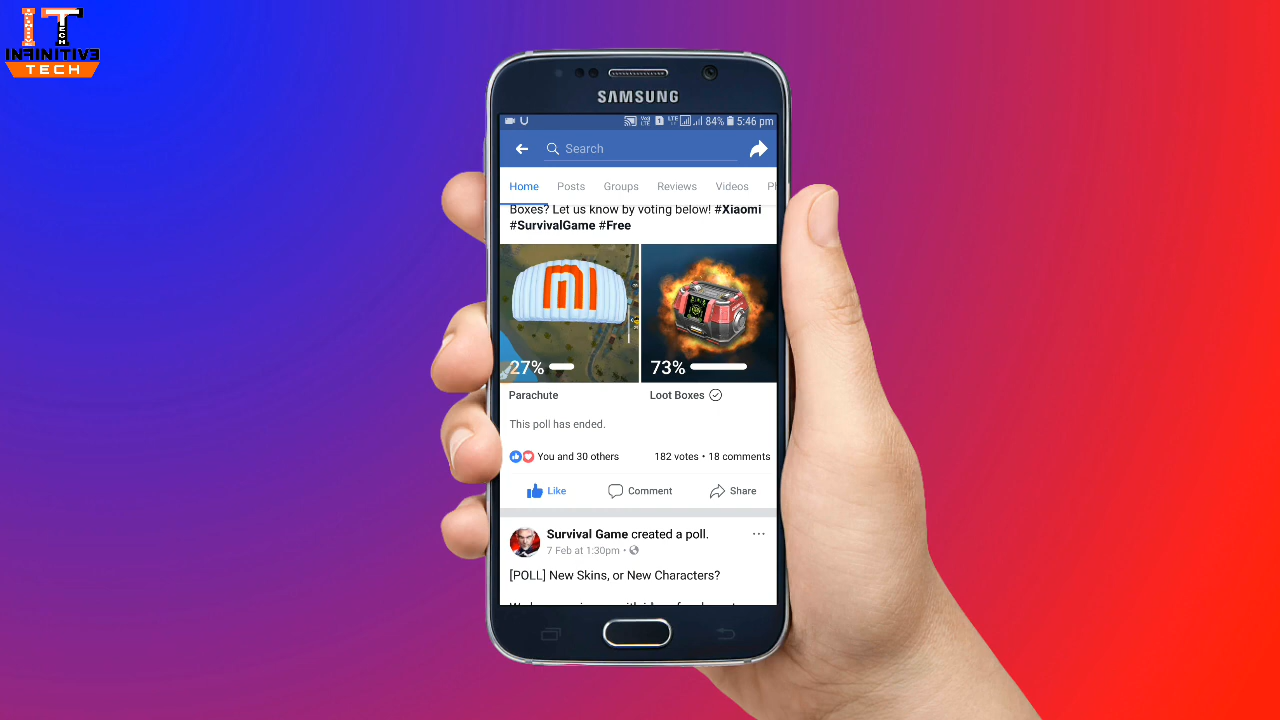 IT
TECH
INFINITIVE
TECH
SAMSUNG
84% 5:46 pm
Search
Home Posts Groups Reviews Videos
Boxes? Let us know by voting below! #Xiaomi
#SurvivalGame #Free
mi
27% 73%
Parachute Loot Boxes
This poll has ended.
You and 30 others 182 votes • 18 comments
Like Comment Share
Survival Game created a poll.
7 Feb at 1:30pm •
[POLL] New Skins, or New Characters?